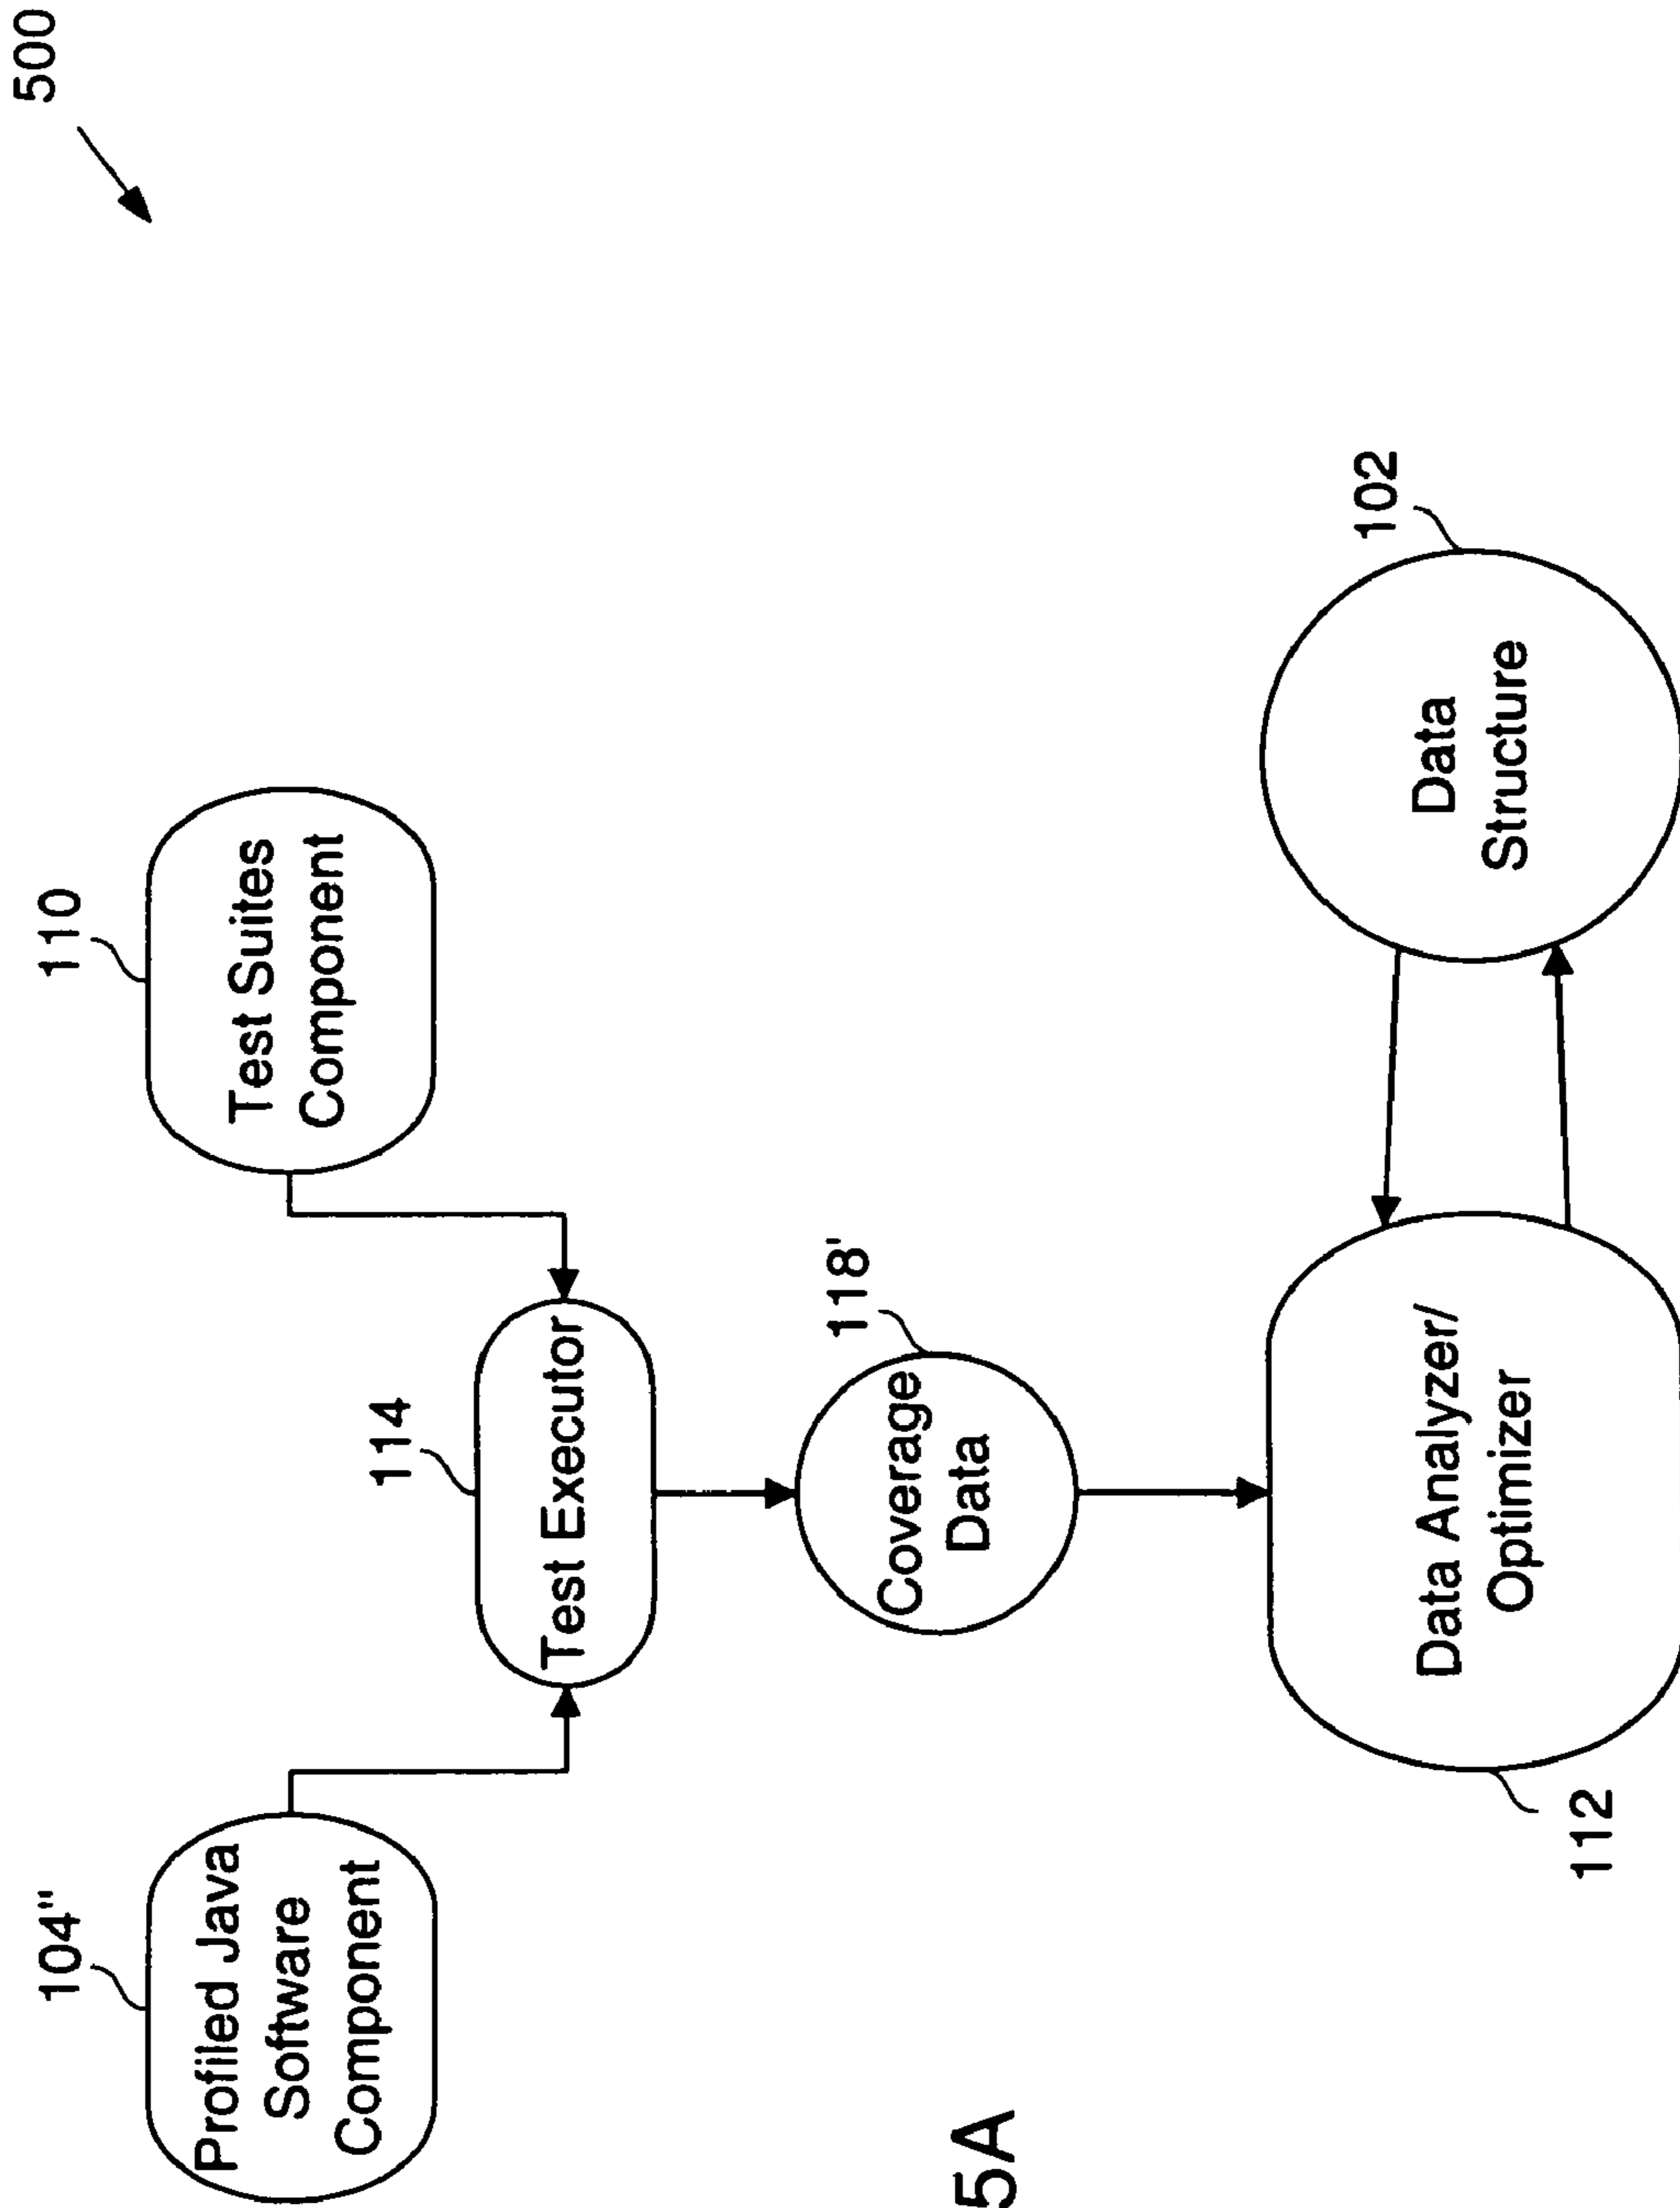 500
104"
Profiled Java
Software
Component
110
Test Suites
Component
114
Test Executor
118'
Coverage
Data
102
Data
Structure
Data Analyzer/
Optimizer
112
5A